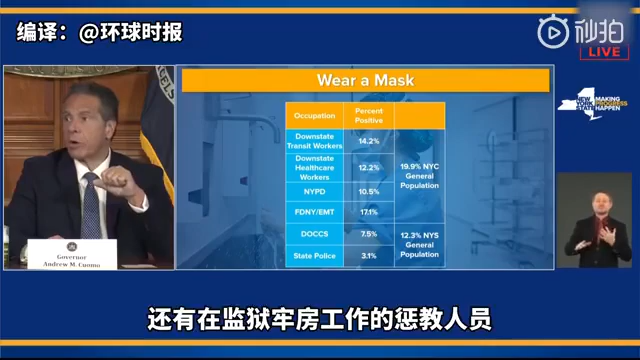 编译：@环球时报
秒拍
LIVE
Wear a Mask
NEW YORK STATE
MAKING PROGRESS HAPPEN
Occupation
Percent Positive
Downstate Transit Workers
14.2%
Downstate Healthcare Workers
12.2%
19.9% NYC General Population
NYPD
10.5%
FDNY/EMT
17.1%
DOCCS
7.5%
12.3% NYS General Population
State Police
3.1%
Governor
Andrew M. Cuomo
还有在监狱牢房工作的惩教人员